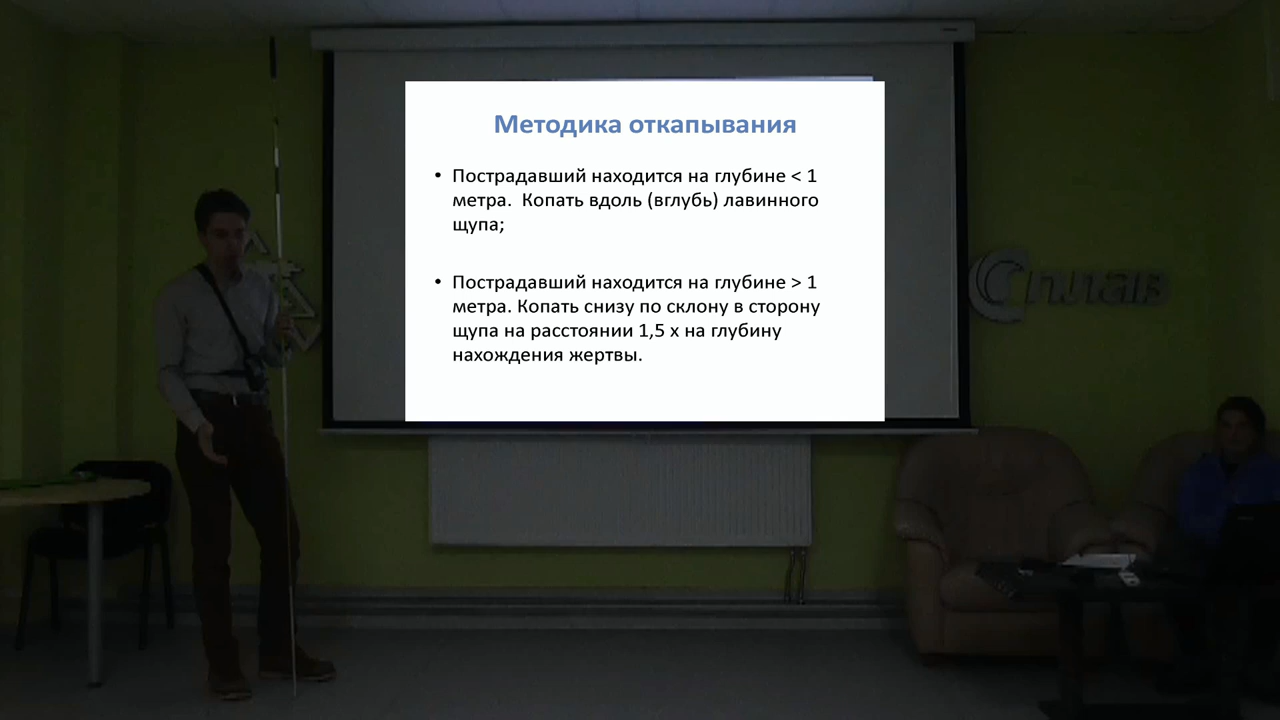 Методика откапывания
• Пострадавший находится на глубине < 1
метра. Копать вдоль (вглубь) лавинного
щупа;
• Пострадавший находится на глубине > 1
метра. Копать снизу по склону в сторону
щупа на расстоянии 1,5 х на глубину
нахождения жертвы.
Сплав